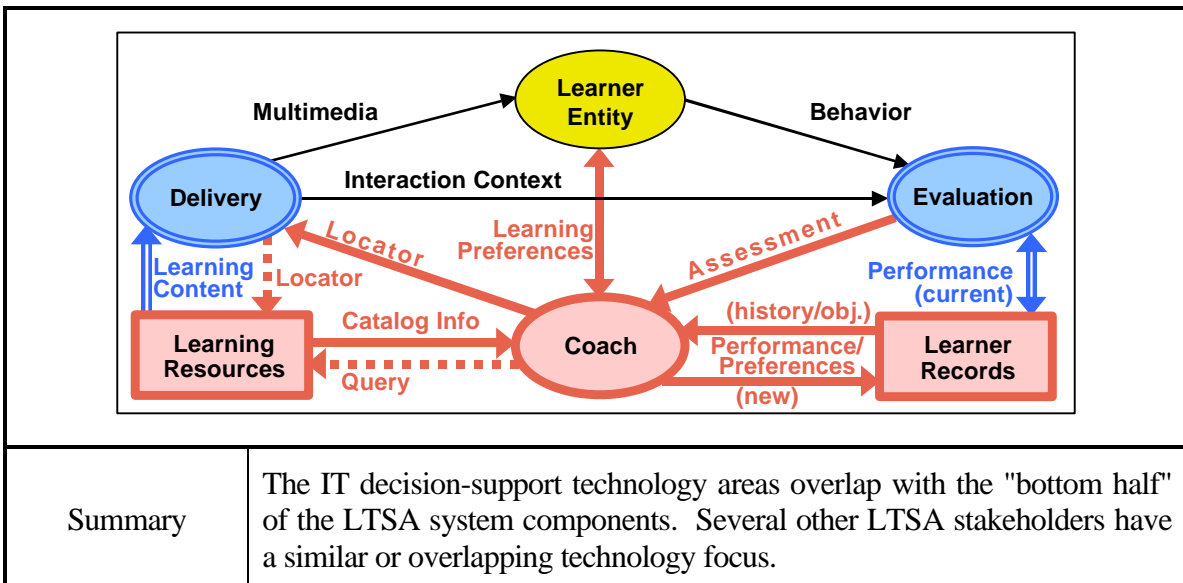 Learner
Entity
Multimedia
Behavior
Delivery
Interaction Context
Evaluation
Learning
Preferences
Locator
Assessment
Learning
Content
Locator
Performance
(current)
Learning
Resources
Catalog Info
Query
Coach
(history/obj.)
Performance/
Preferences
(new)
Learner
Records
Summary
The IT decision-support technology areas overlap with the "bottom half"
of the LTSA system components. Several other LTSA stakeholders have
a similar or overlapping technology focus.